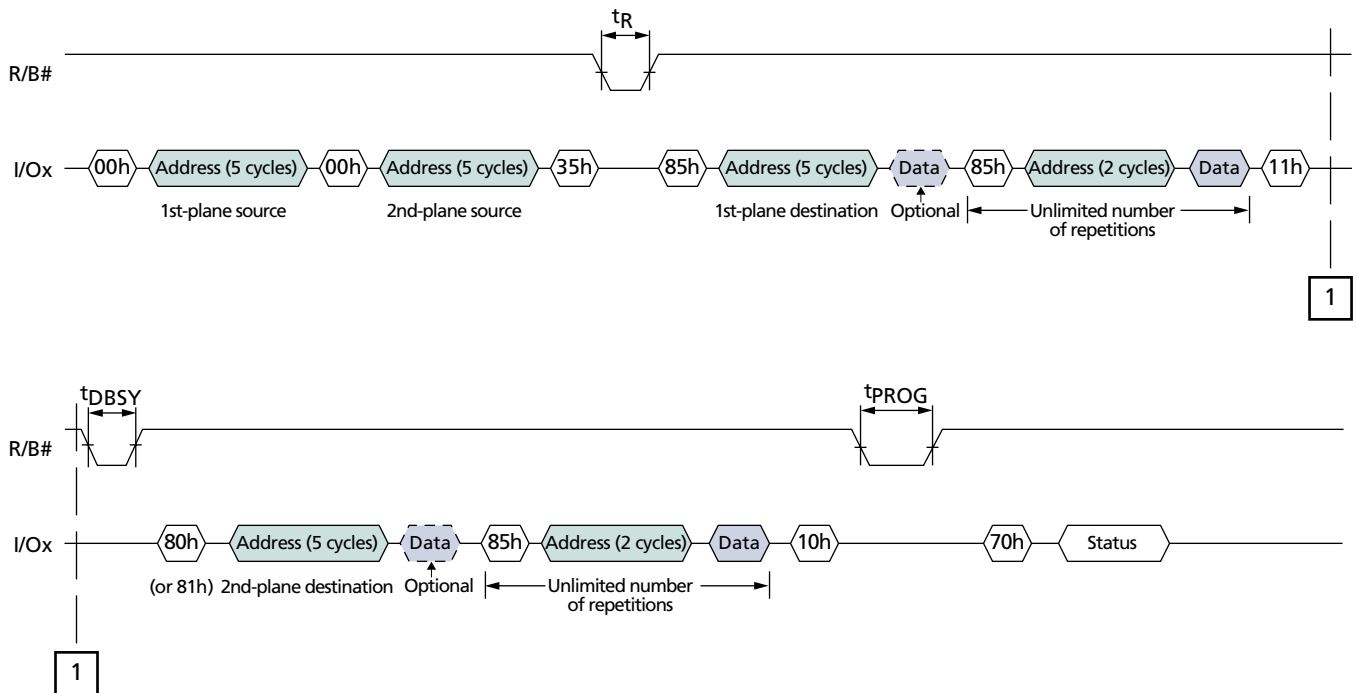 tR
R/B#
I/Ox
00h Address (5 cycles) 00h Address (5 cycles) 35h 85h Address (5 cycles) Data 85h Address (2 cycles) Data 11h
1st-plane source 2nd-plane source 1st-plane destination Optional Unlimited number
of repetitions
1
tDBSY tPROG
R/B#
I/Ox
80h Address (5 cycles) Data 85h Address (2 cycles) Data 10h 70h Status
(or 81h) 2nd-plane destination Optional Unlimited number
of repetitions
1